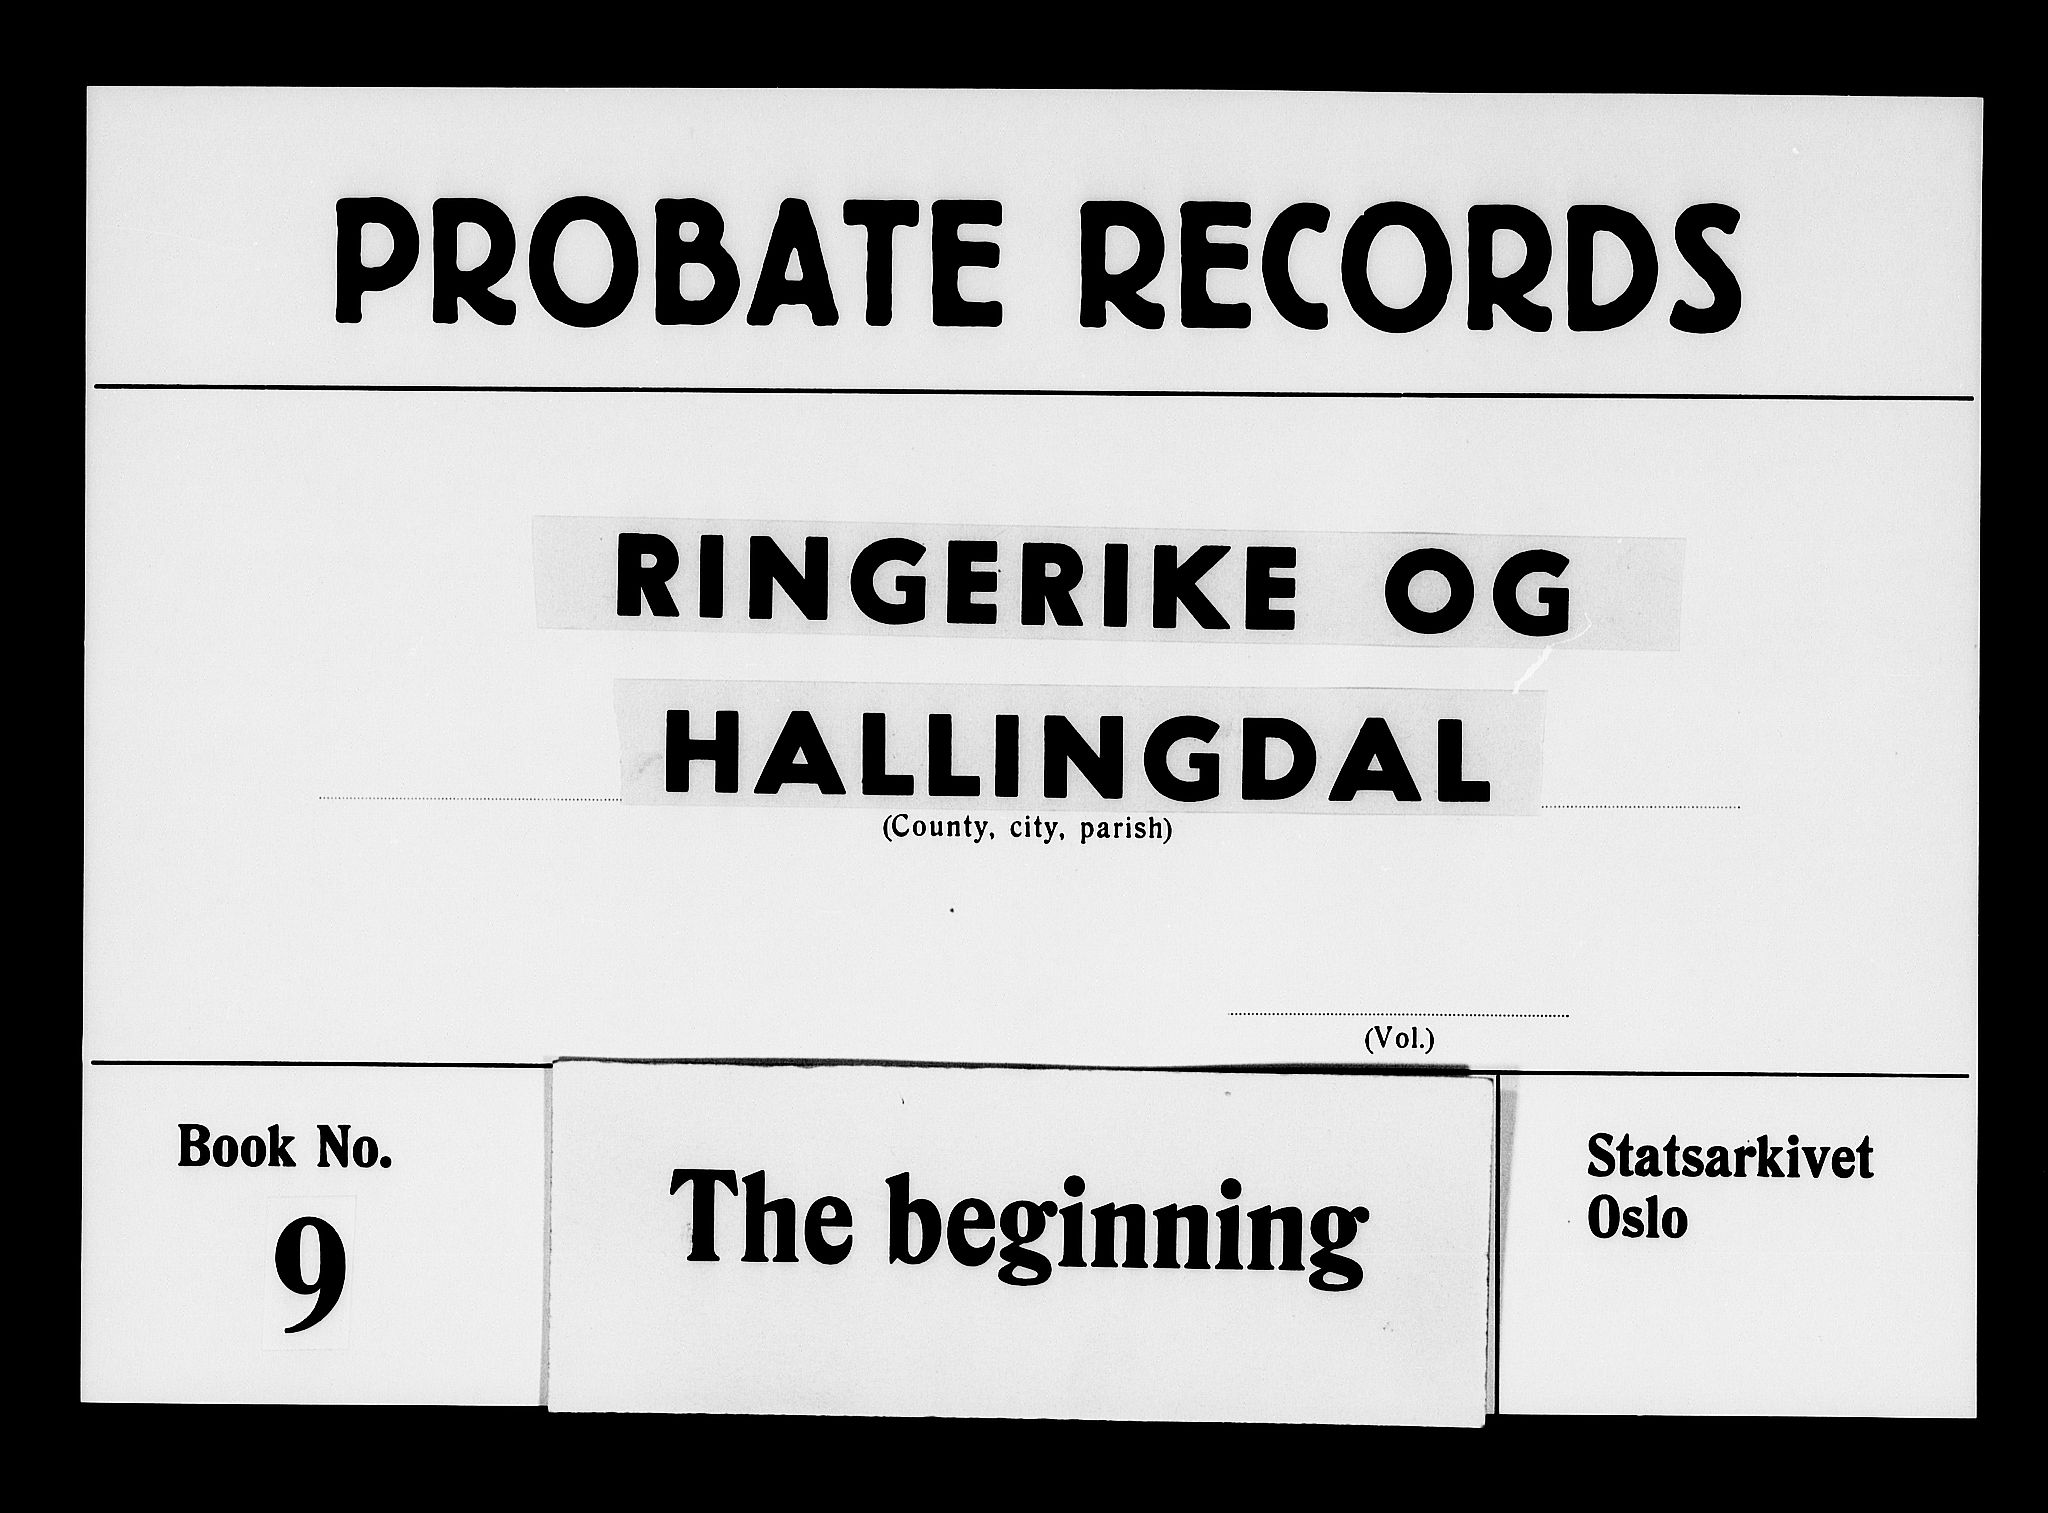 PROBATE RECORDS
RINGERIKE OG
HALLINGDAL
(County, city, parish)
(Vol.)
Book No.
9
The beginning
Statsarkivet
Oslo